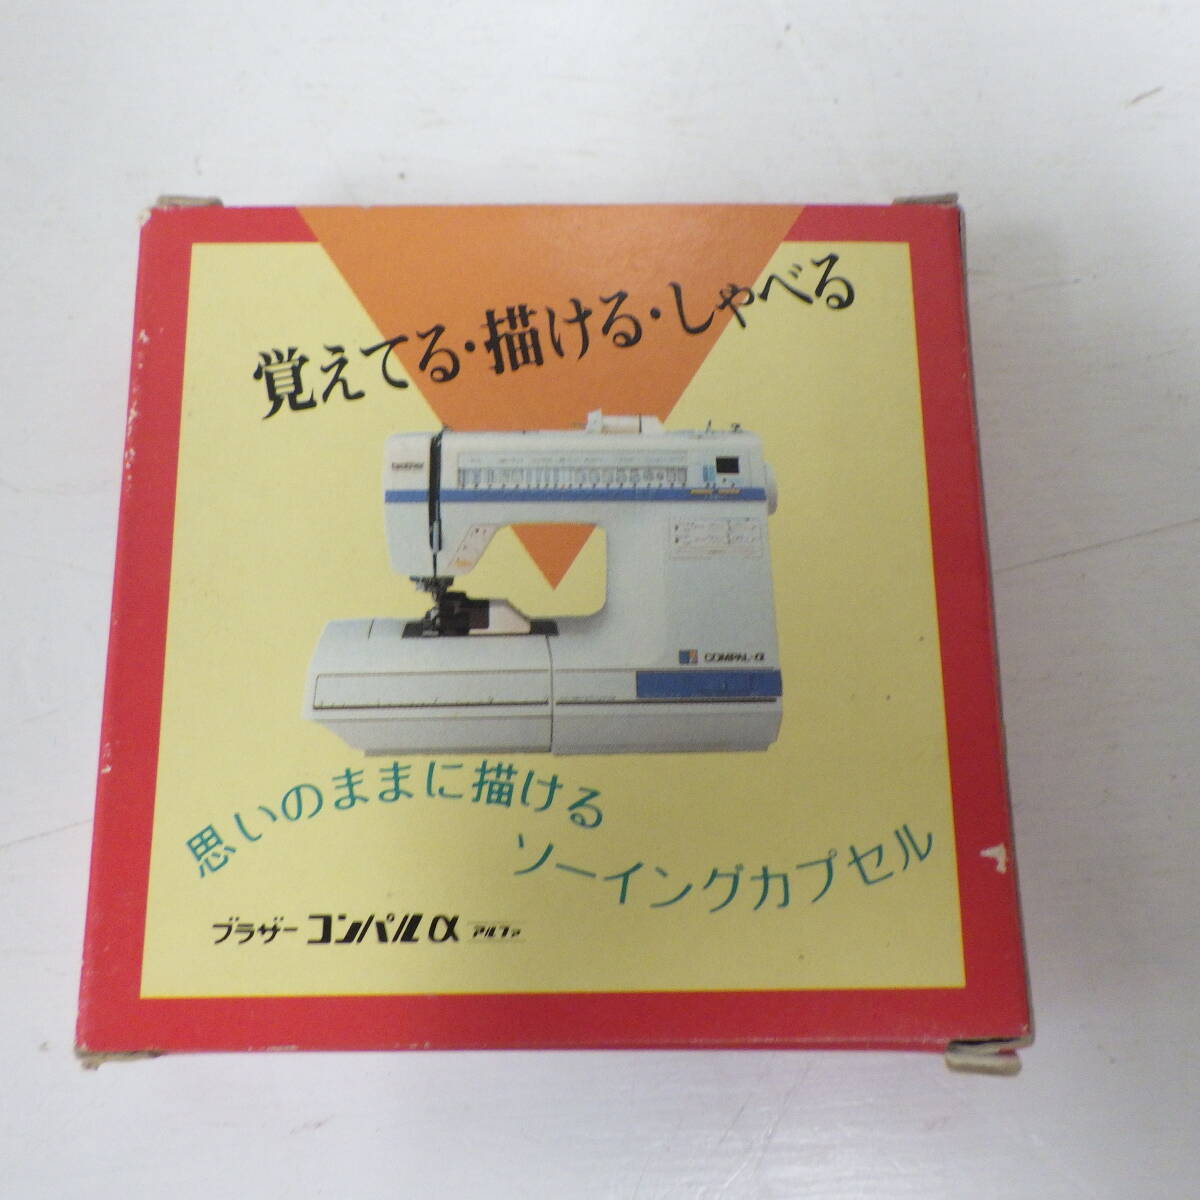 覚えてる・描ける・しゃべる
brother
COMPAL-α
思いのままに描ける
ソーイングカプセル
ブラザー コンパルα アルファ